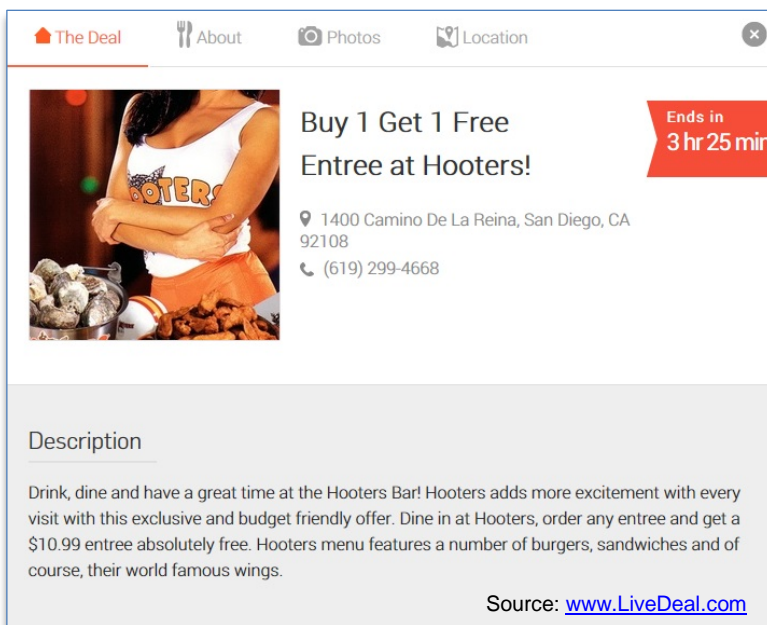 The Deal
About
Photos
Location
Buy 1 Get 1 Free
Entree at Hooters!
Ends in
3 hr 25 min
1400 Camino De La Reina, San Diego, CA
92108
(619) 299-4668
HOOTERS
Description
Drink, dine and have a great time at the Hooters Bar! Hooters adds more excitement with every
visit with this exclusive and budget friendly offer. Dine in at Hooters, order any entree and get a
$10.99 entree absolutely free. Hooters menu features a number of burgers, sandwiches and of
course, their world famous wings.
Source: www.LiveDeal.com